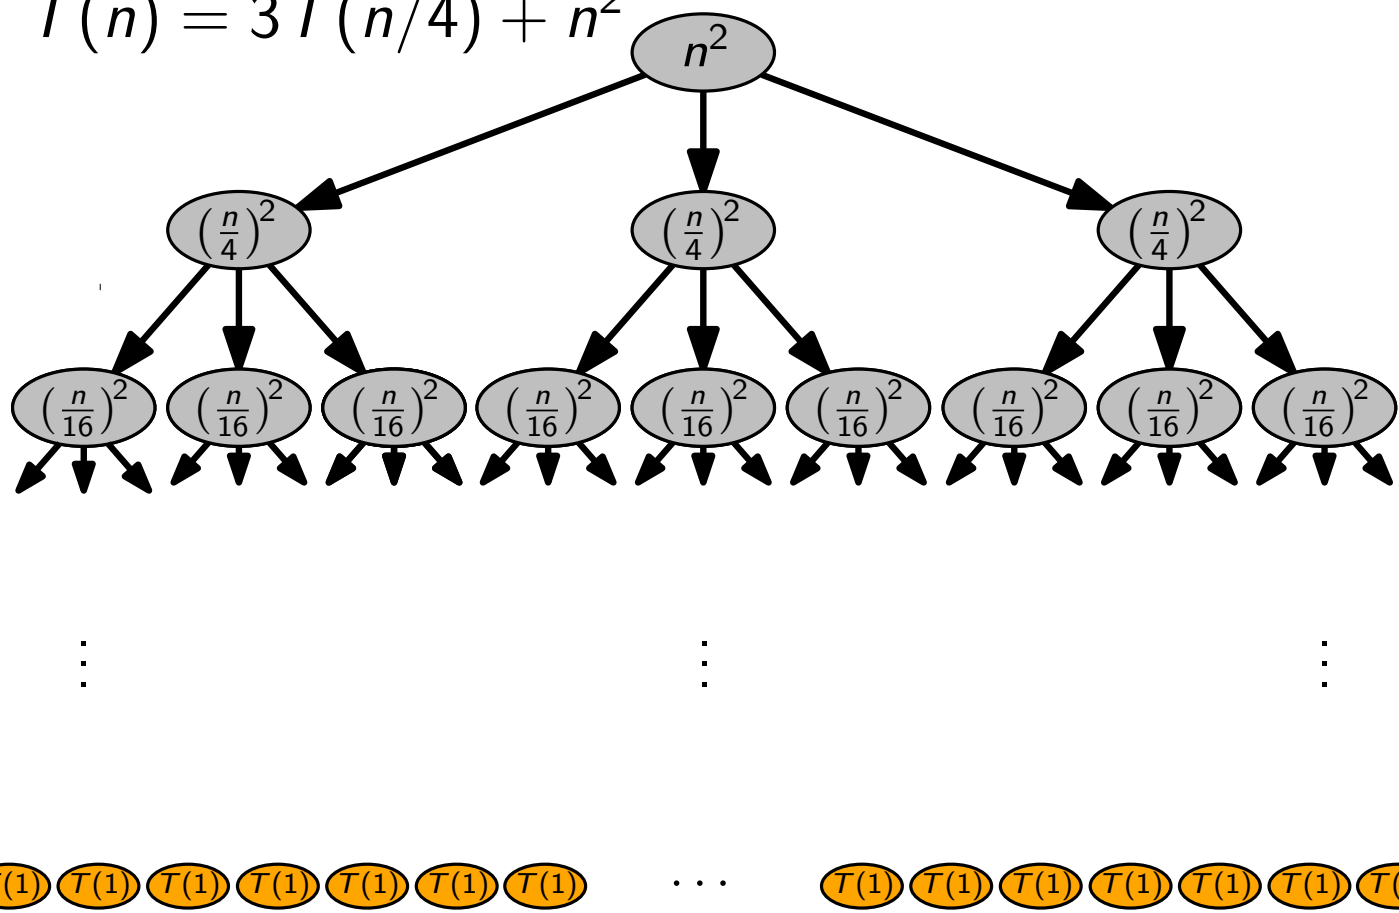 T(n) = 3T(n/4) + n²
n²
(n/4)² (n/4)² (n/4)²
(n/16)² (n/16)² (n/16)² (n/16)² (n/16)² (n/16)² (n/16)² (n/16)² (n/16)²
⋮ ⋮ ⋮
T(1) T(1) T(1) T(1) T(1) T(1) T(1) ··· T(1) T(1) T(1) T(1) T(1) T(1) T(